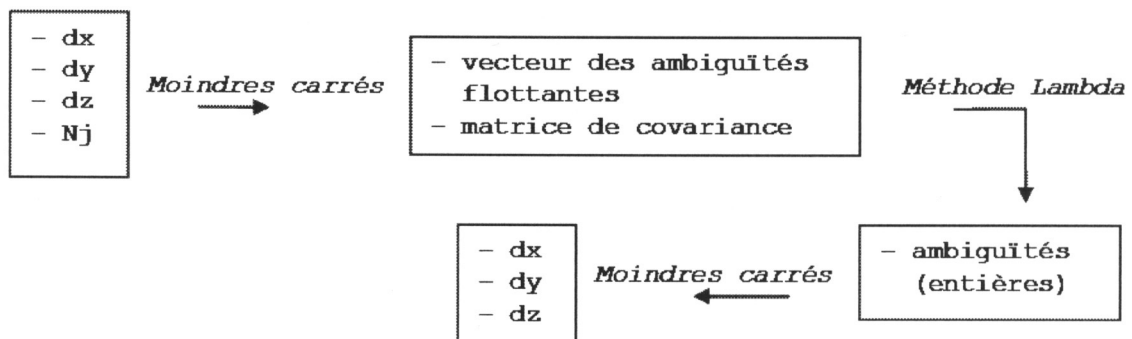 – dx
– dy
– dz
– Nj
Moindres carrés
– vecteur des ambiguïtés
flottantes
– matrice de covariance
Méthode Lambda
– ambiguïtés
(entières)
Moindres carrés
– dx
– dy
– dz